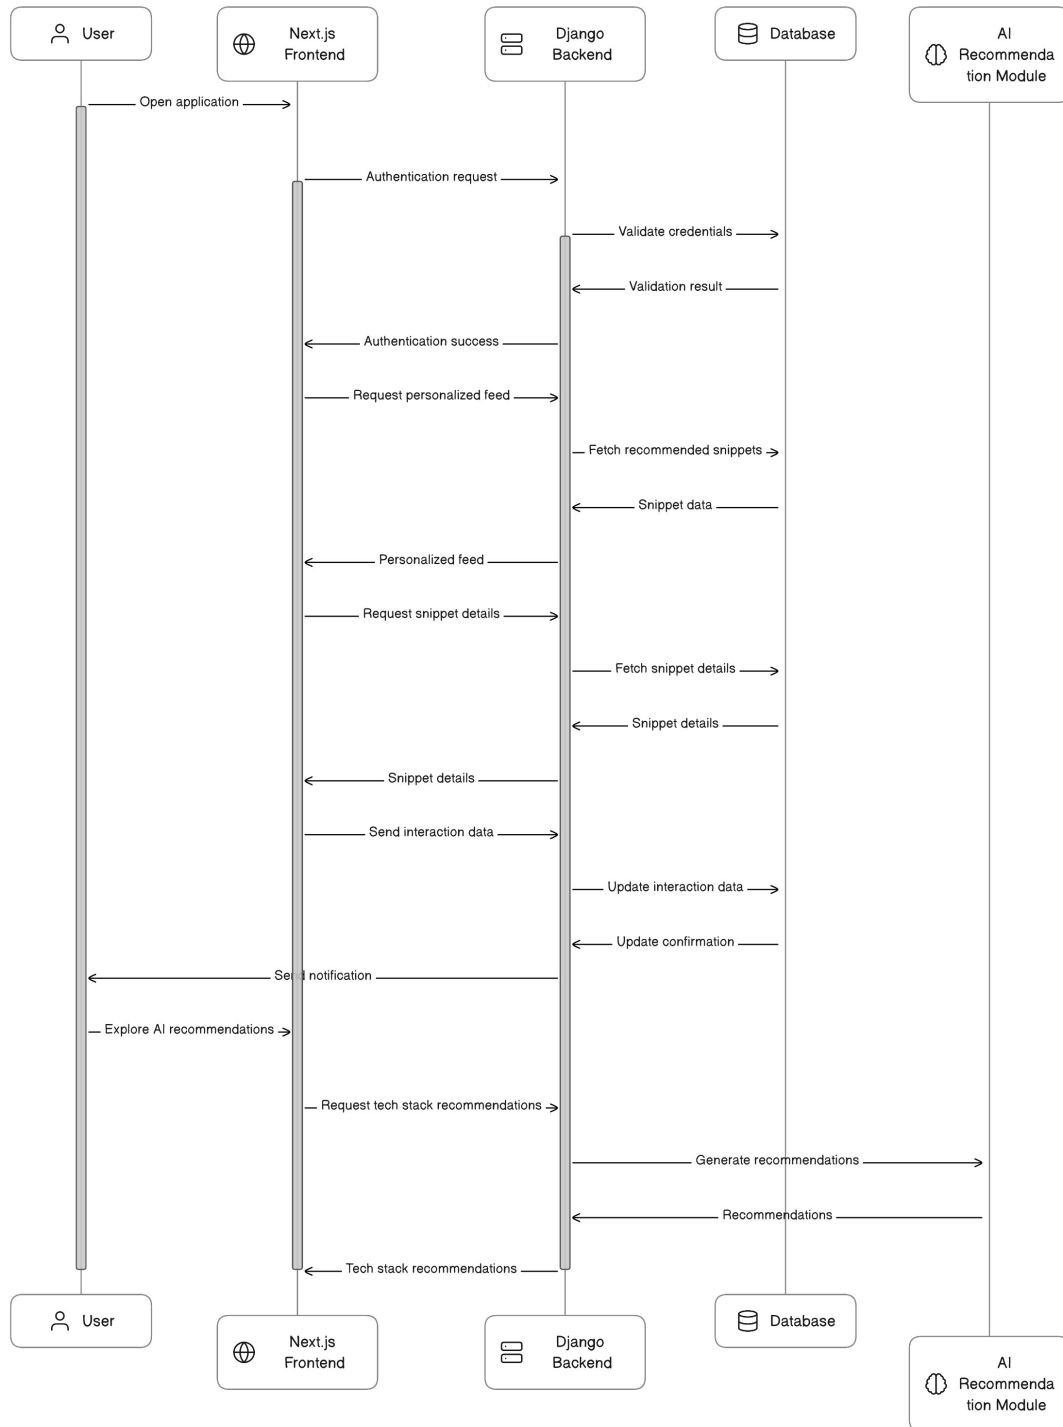 User
Next.js
Frontend
Django
Backend
Database
AI
Recommenda
tion Module
Open application
Authentication request
Validate credentials
Validation result
Authentication success
Request personalized feed
Fetch recommended snippets
Snippet data
Personalized feed
Request snippet details
Fetch snippet details
Snippet details
Snippet details
Send interaction data
Update interaction data
Update confirmation
Send notification
Explore AI recommendations
Request tech stack recommendations
Generate recommendations
Recommendations
Tech stack recommendations
User
Next.js
Frontend
Django
Backend
Database
AI
Recommenda
tion Module